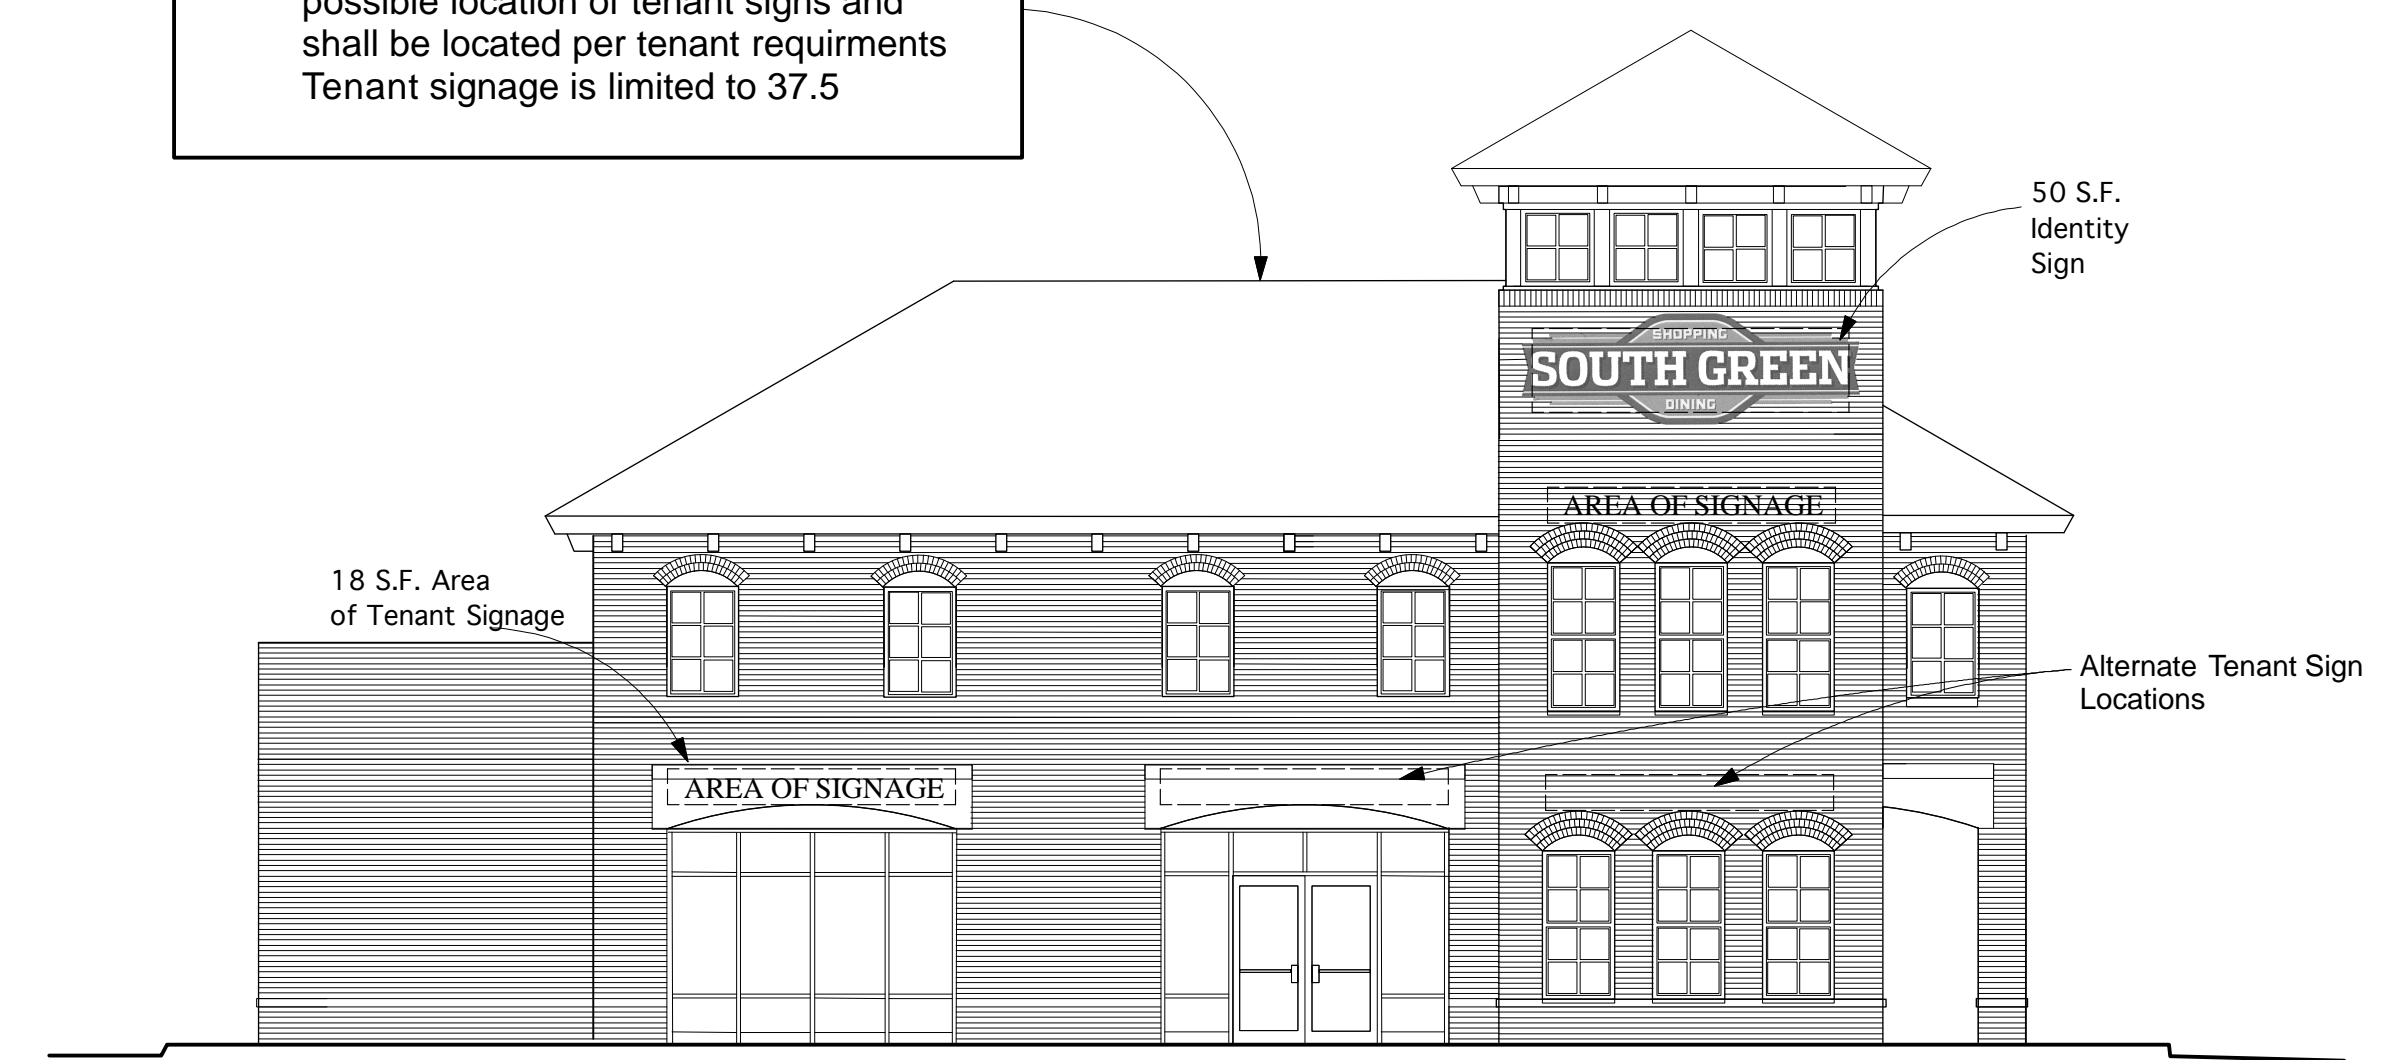 possible location of tenant signs and
shall be located per tenant requirments
Tenant signage is limited to 37.5
50 S.F.
Identity
Sign
SHOPPING
SOUTH GREEN
DINING
AREA OF SIGNAGE
18 S.F. Area
of Tenant Signage
Alternate Tenant Sign
Locations
AREA OF SIGNAGE